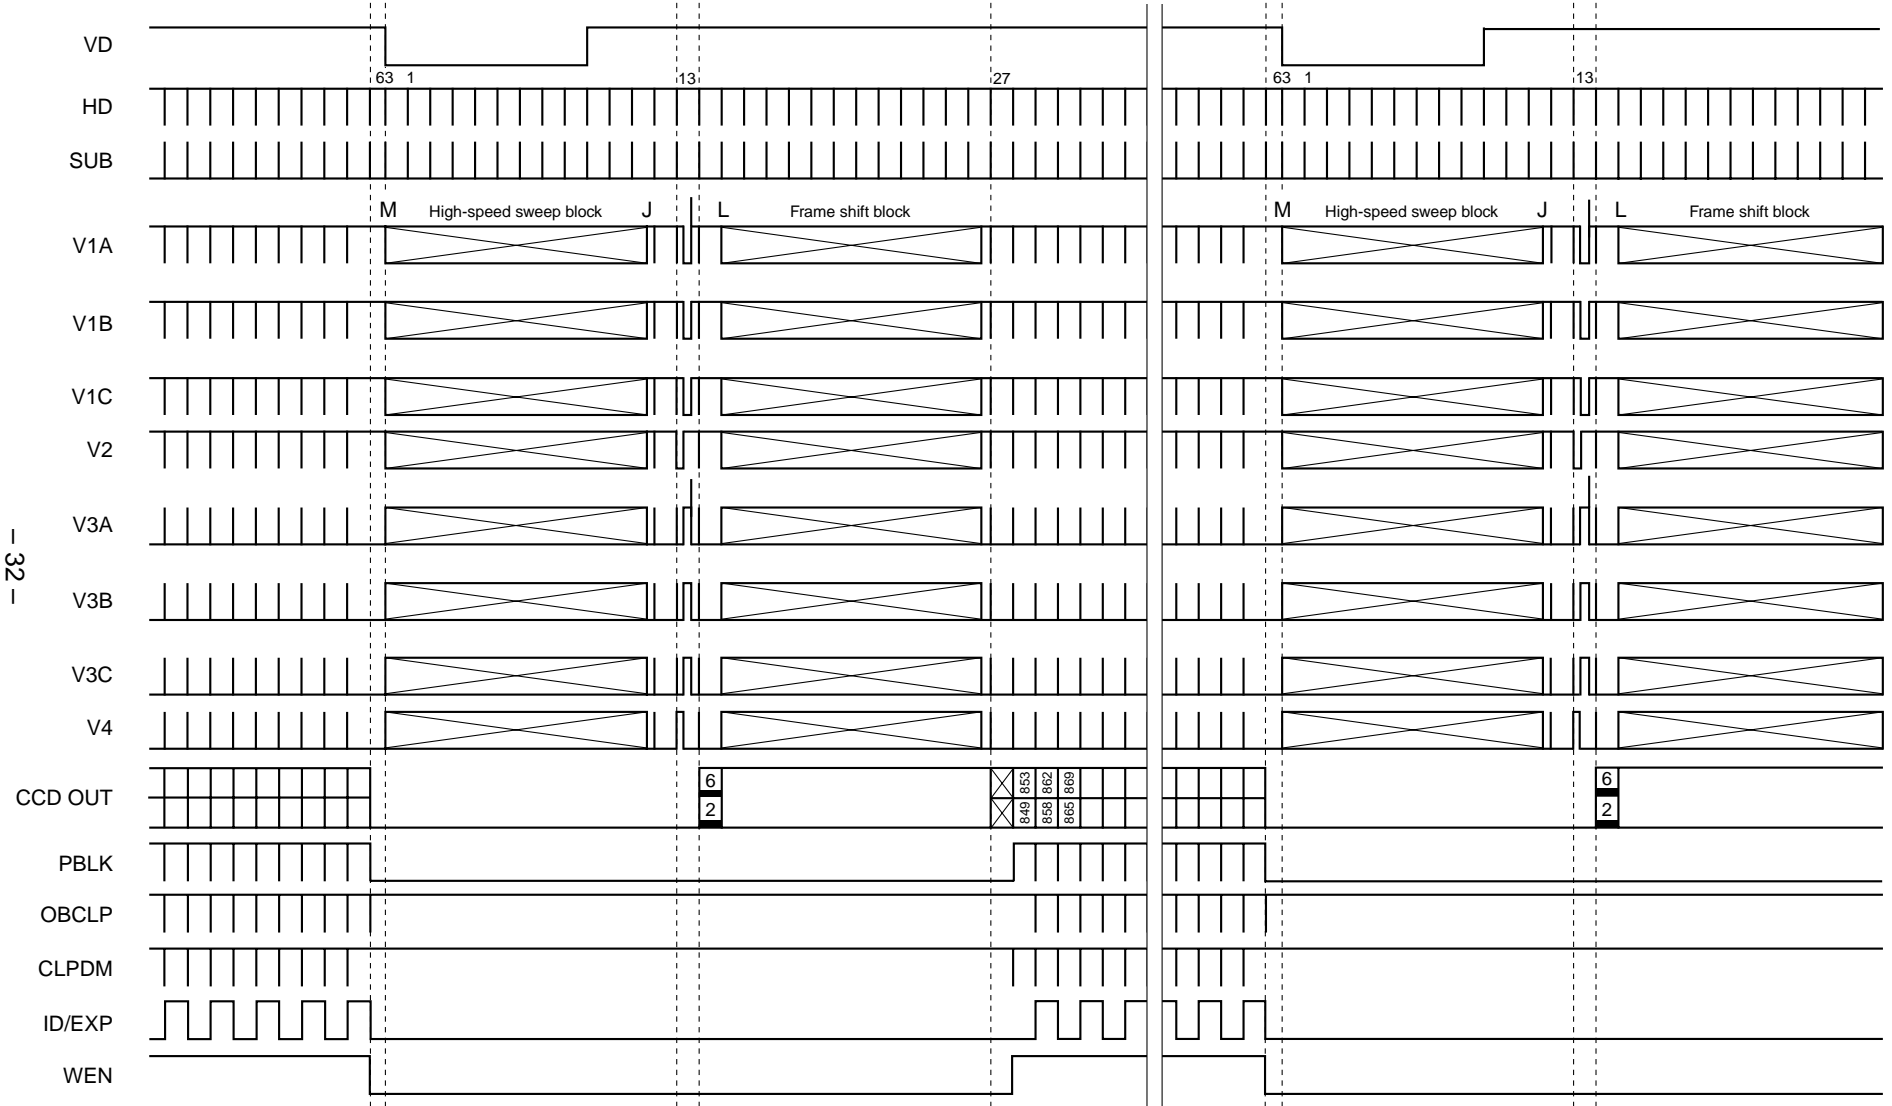 VD
63 1 13 27 63 1 13
HD
SUB
M High-speed sweep block J L Frame shift block M High-speed sweep block J L Frame shift block
V1A
V1B
V1C
V2
V3A
– 32 –
V3B
V3C
V4
6 853 862 869 6
CCD OUT
2 849 858 865 2
PBLK
OBCLP
CLPDM
ID/EXP
WEN